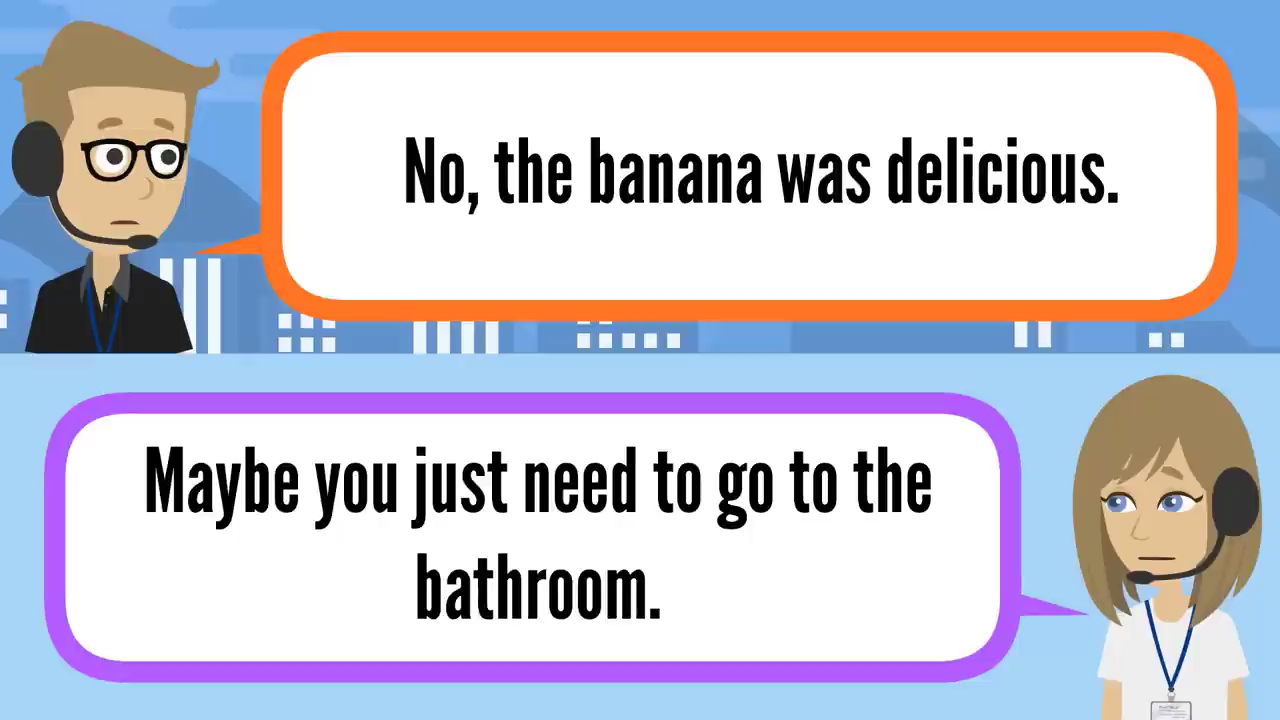 No, the banana was delicious.
Maybe you just need to go to the
bathroom.